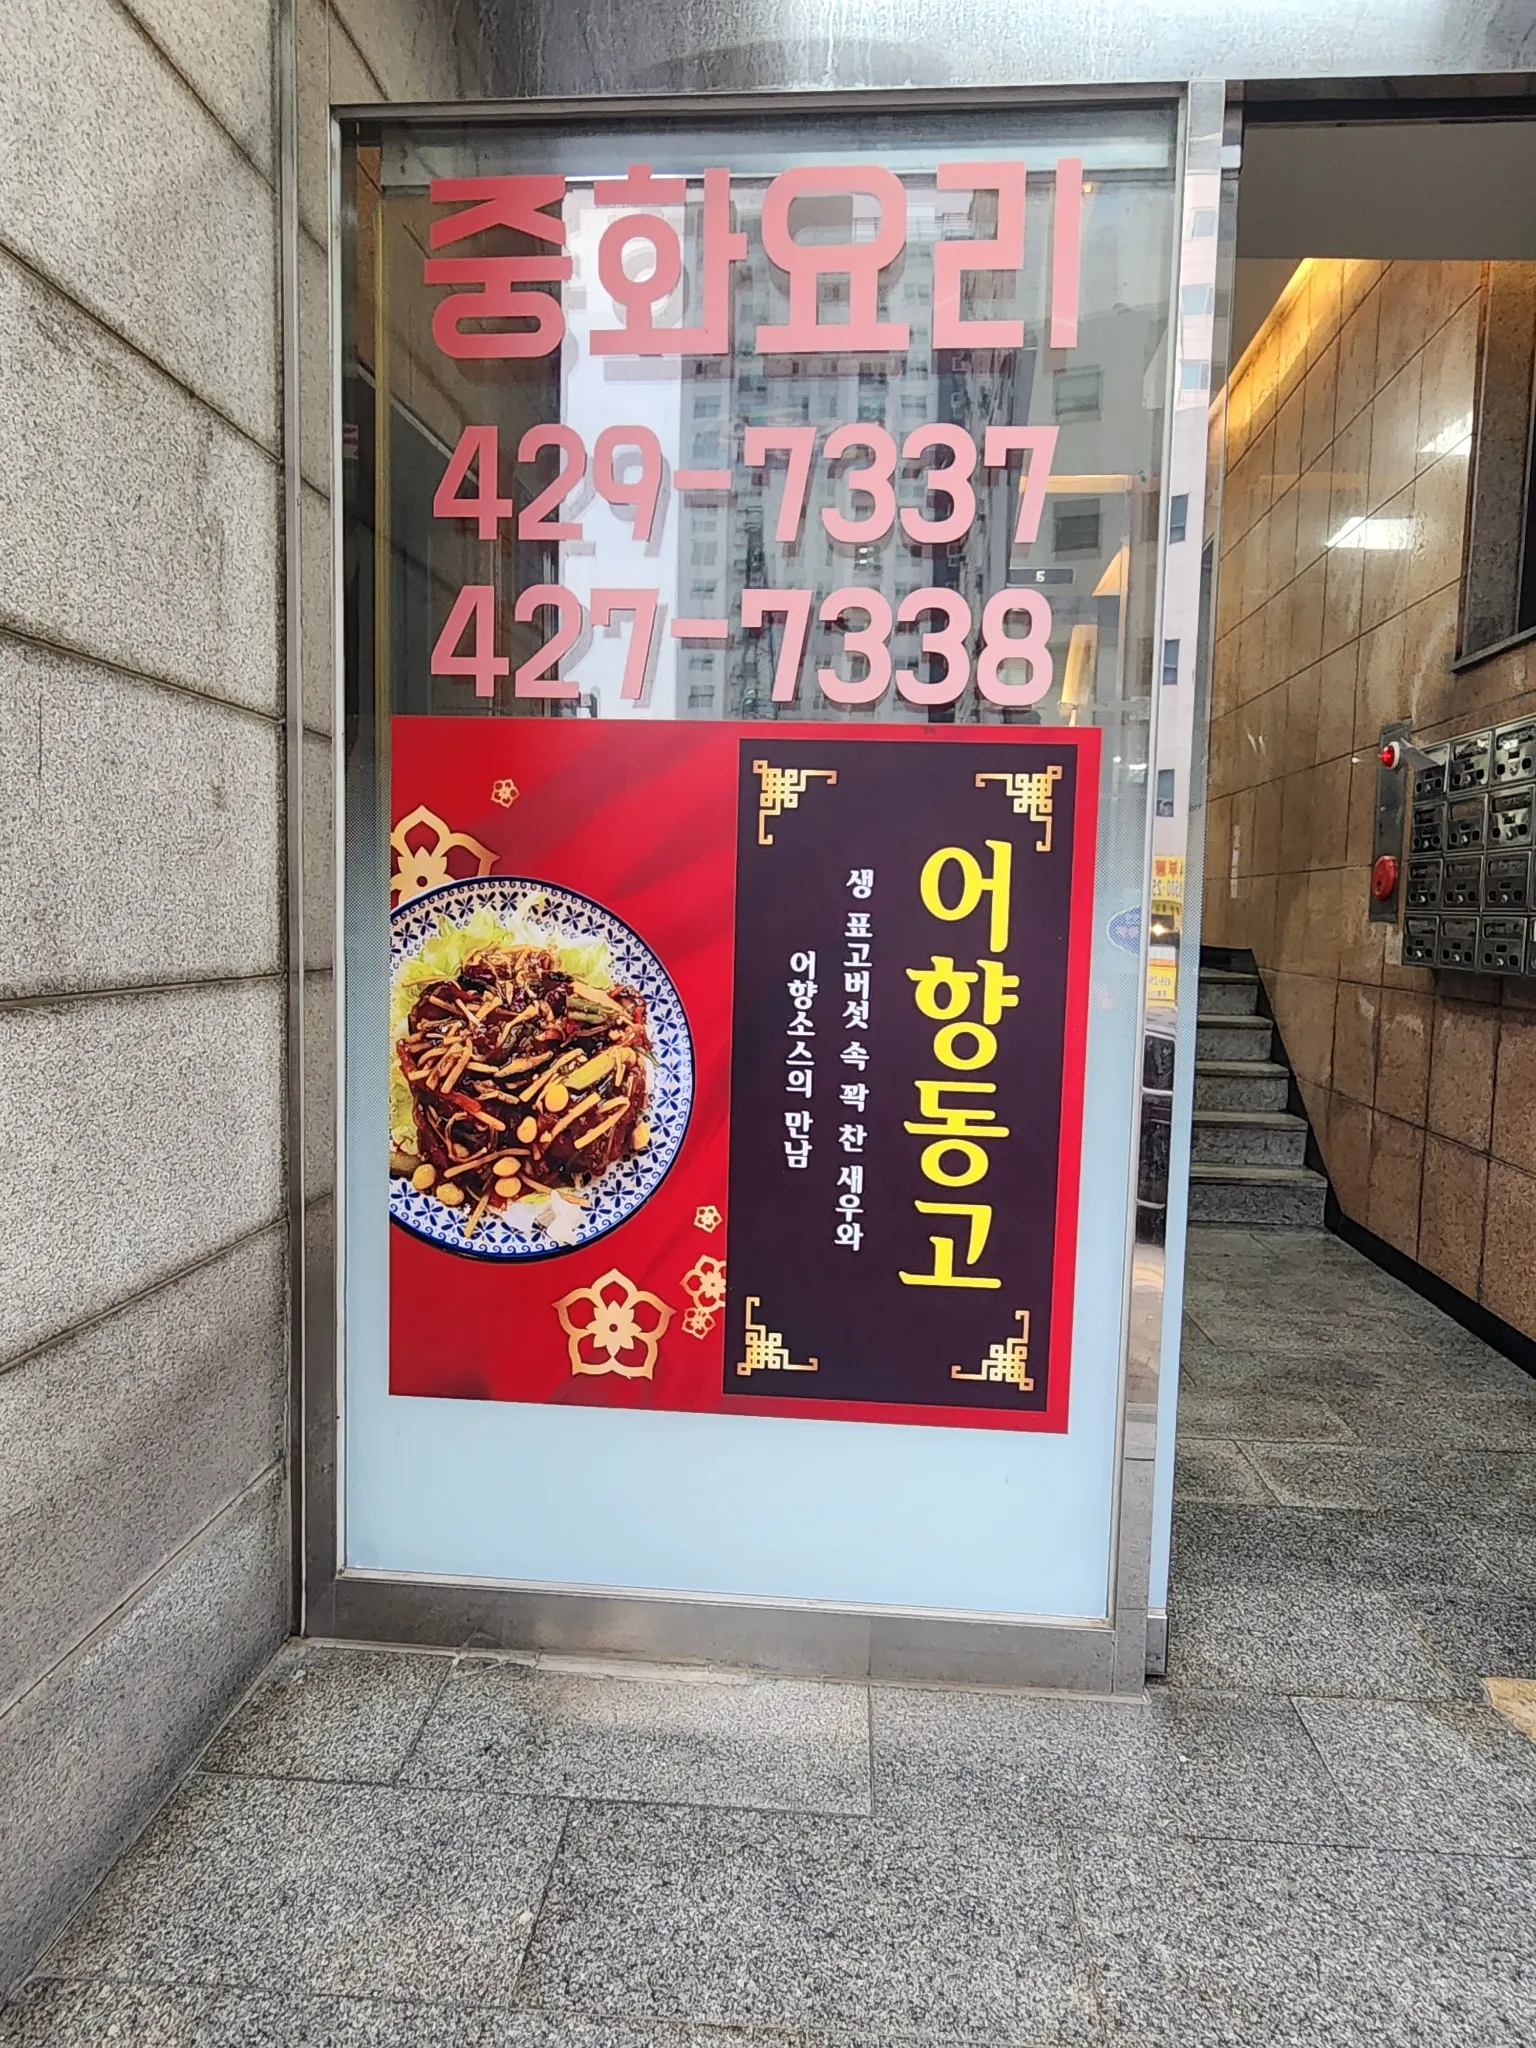 중화요리
429-7337
427-7338
어향동고
생 표고버섯 속 꽉 찬 새우와
어향소스의 만남
5